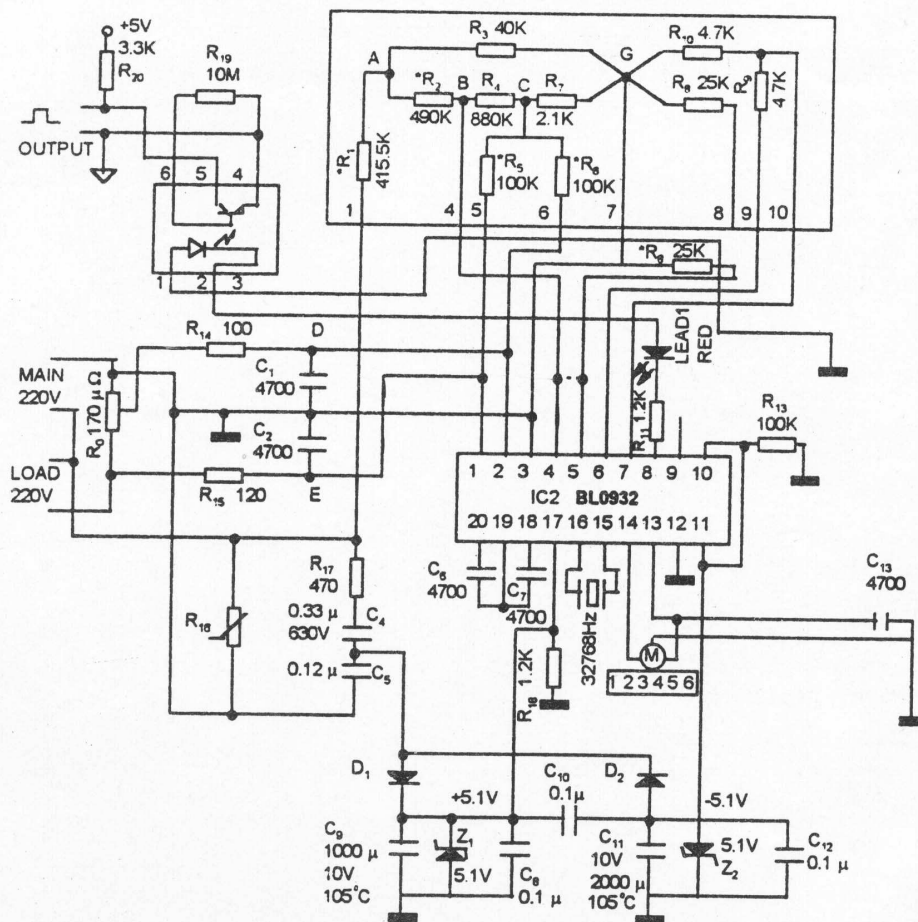 +5V
3.3K
R20
R19
10M
OUTPUT
6 5 4
1 2 3
R3 40K
G
R10 4.7K
A
*R2
490K
B
R4
880K
C
R7
2.1K
R8 25K
R9
4.7K
*R1
415.5K
*R5
100K
*R6
100K
1 4 5 6 7 8 9 10
*R9 25K
R14 100 D
C1
4700
MAIN
220V
R0 170 μ Ω
C2
4700
LOAD
220V
R15 120 E
LEAD1
RED
R11 1.2K
R13
100K
1 2 3 4 5 6 7 8 9 10
IC2 BL0932
20 19 18 17 16 15 14 13 12 11
R17
470
C6
4700
C7
4700
C13
4700
R16
0.33 μ
630V
C4
0.12 μ
C5
R18 1.2K
32768Hz
M
1 2 3 4 5 6
D1
+5.1V
C10
0.1 μ
D2
-5.1V
C9
1000 μ
10V
105°C
Z1
5.1V
C8
0.1 μ
C11
10V
2000 μ
105°C
5.1V
Z2
C12
0.1 μ